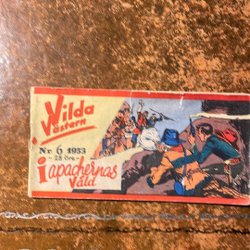 Vilda
Västern
Nr 6 1953
- 25 öre -
i apachernas
våld